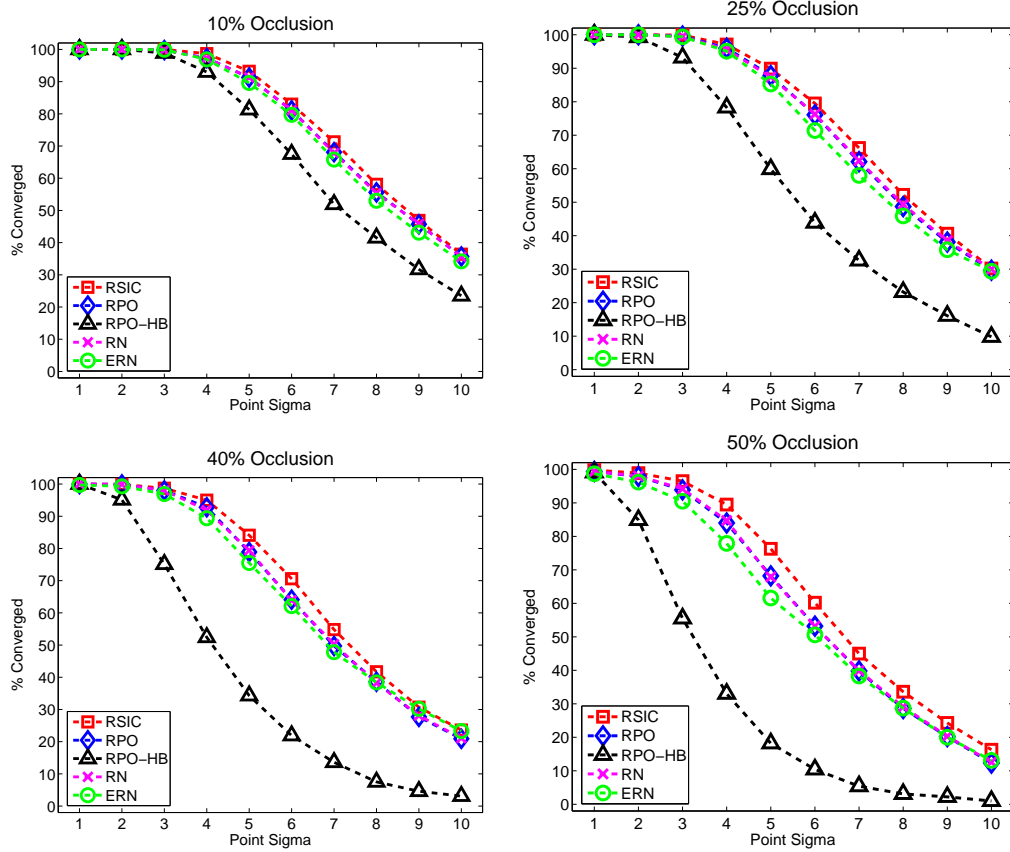 10% Occlusion
100
90
80
70
60
50
40
30
20
10
0
% Converged
RSIC
RPO
RPO-HB
RN
ERN
1 2 3 4 5 6 7 8 9 10
Point Sigma
25% Occlusion
100
90
80
70
60
50
40
30
20
10
0
% Converged
RSIC
RPO
RPO-HB
RN
ERN
1 2 3 4 5 6 7 8 9 10
Point Sigma
40% Occlusion
100
90
80
70
60
50
40
30
20
10
0
% Converged
RSIC
RPO
RPO-HB
RN
ERN
1 2 3 4 5 6 7 8 9 10
Point Sigma
50% Occlusion
100
90
80
70
60
50
40
30
20
10
0
% Converged
RSIC
RPO
RPO-HB
RN
ERN
1 2 3 4 5 6 7 8 9 10
Point Sigma